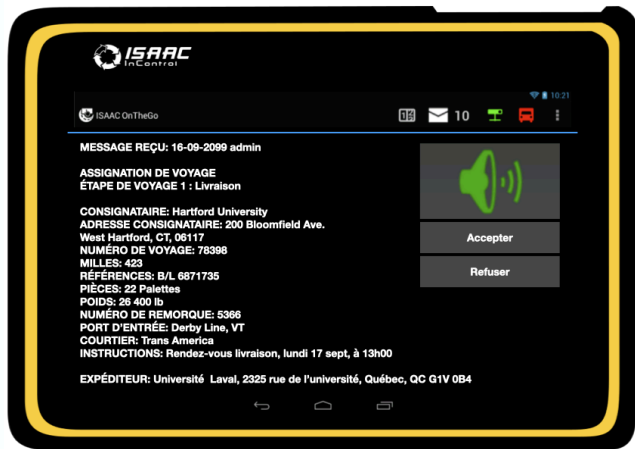 ISAAC
InControl
10:21
ISAAC OnTheGo
10
MESSAGE REÇU: 16-09-2099 admin
ASSIGNATION DE VOYAGE
ÉTAPE DE VOYAGE 1 : Livraison
CONSIGNATAIRE: Hartford University
ADRESSE CONSIGNATAIRE: 200 Bloomfield Ave.
West Hartford, CT, 06117
NUMÉRO DE VOYAGE: 78398
MILLES: 423
RÉFÉRENCES: B/L 6871735
PIÈCES: 22 Palettes
POIDS: 26 400 lb
NUMÉRO DE REMORQUE: 5366
PORT D'ENTRÉE: Derby Line, VT
COURTIER: Trans America
INSTRUCTIONS: Rendez-vous livraison, lundi 17 sept, à 13h00
EXPÉDITEUR: Université Laval, 2325 rue de l'université, Québec, QC G1V 0B4
Accepter
Refuser